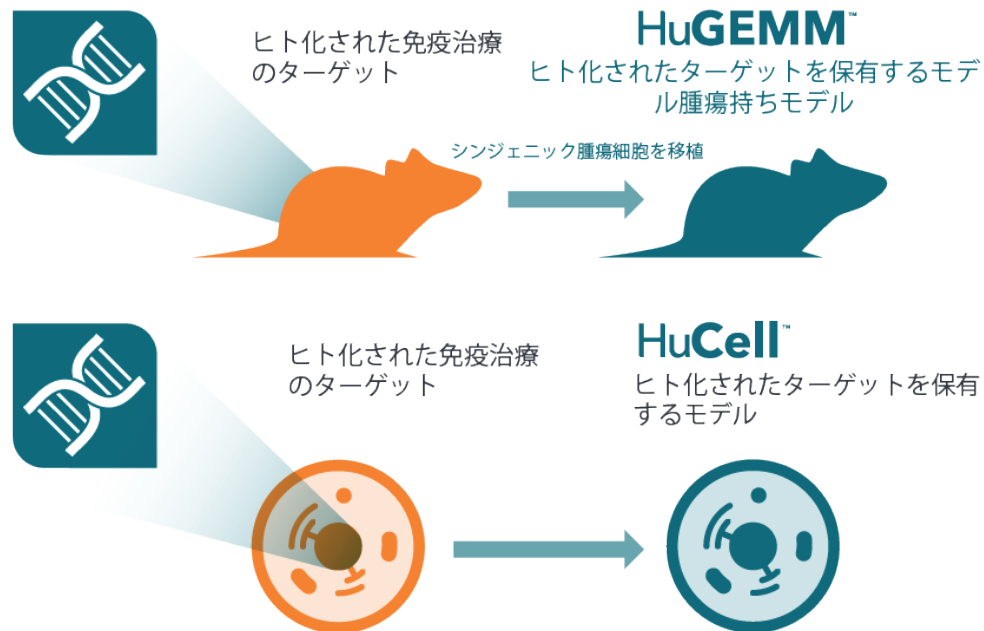 ヒト化された免疫治療
のターゲット
HuGEMM™
ヒト化されたターゲットを保有するモデ
ル腫瘍持ちモデル
シンジェニック腫瘍細胞を移植
ヒト化された免疫治療
のターゲット
HuCell™
ヒト化されたターゲットを保有
するモデル